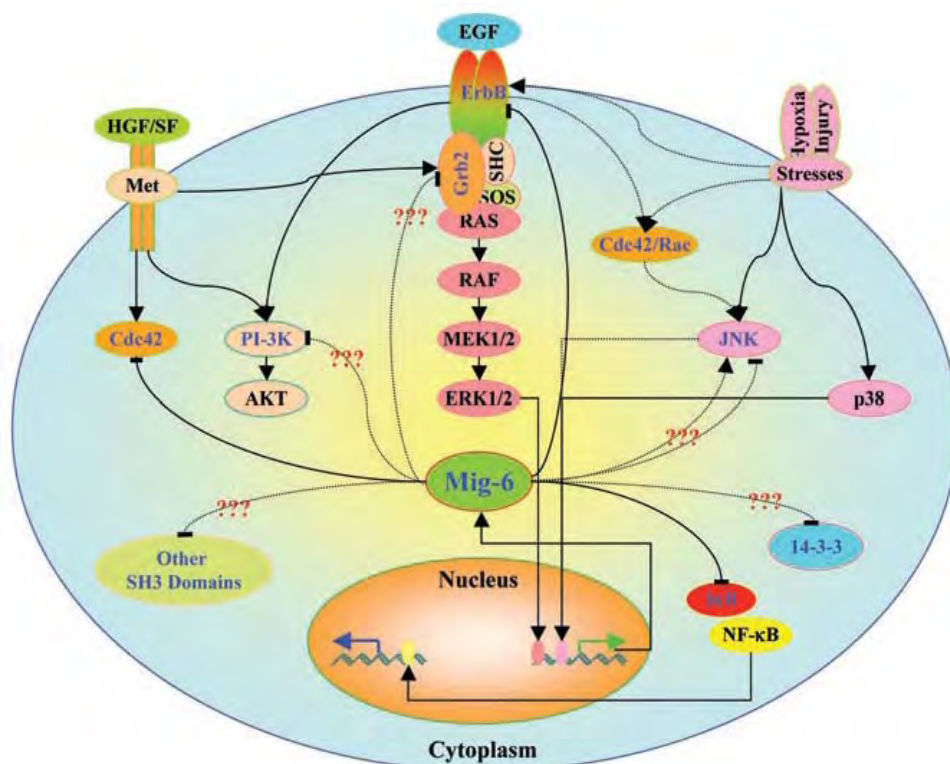 EGF
ErbB
HGF/SF
Hypoxia
Injury
Met
Grb2
SHC
Stresses
SOS
???
RAS
Cdc42/Rac
RAF
Cdc42
PI-3K
MEK1/2
JNK
???
AKT
ERK1/2
p38
???
Mig-6
???
???
Other
SH3 Domains
14-3-3
Nucleus
NF-κB
Cytoplasm